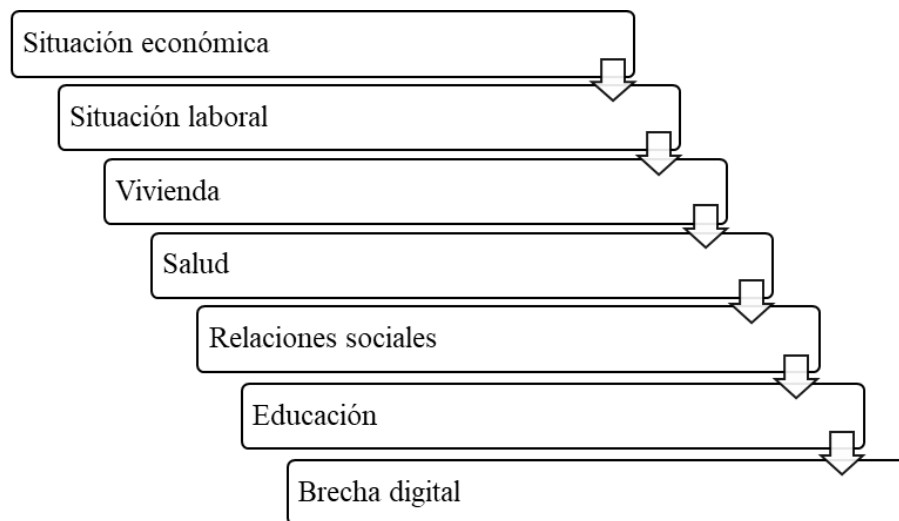 Situación económica
Situación laboral
Vivienda
Salud
Relaciones sociales
Educación
Brecha digital